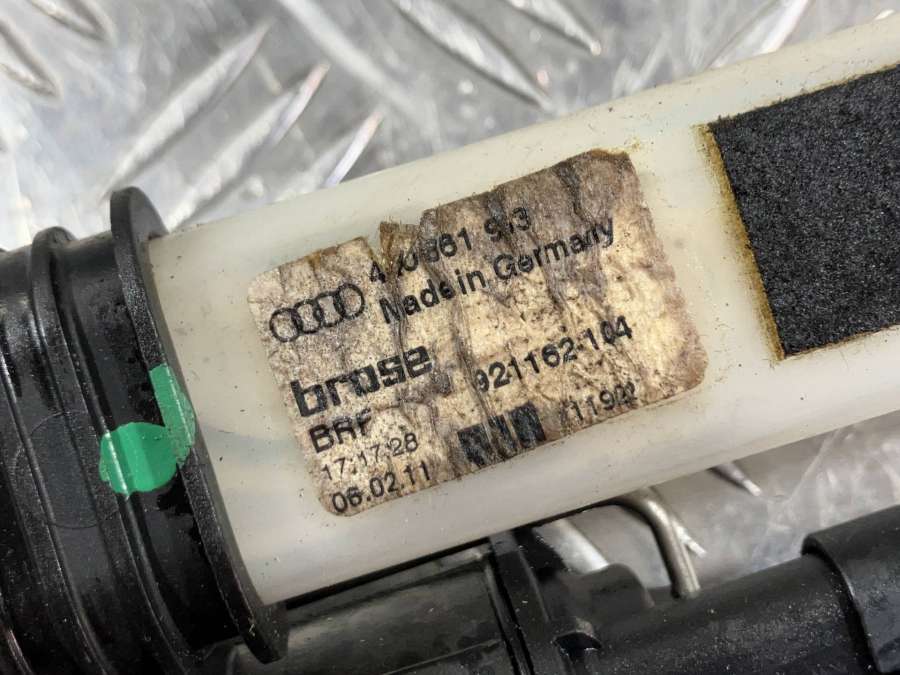 Made in Germany
brose
921162-104
BRF
17:17:28
06.02.11